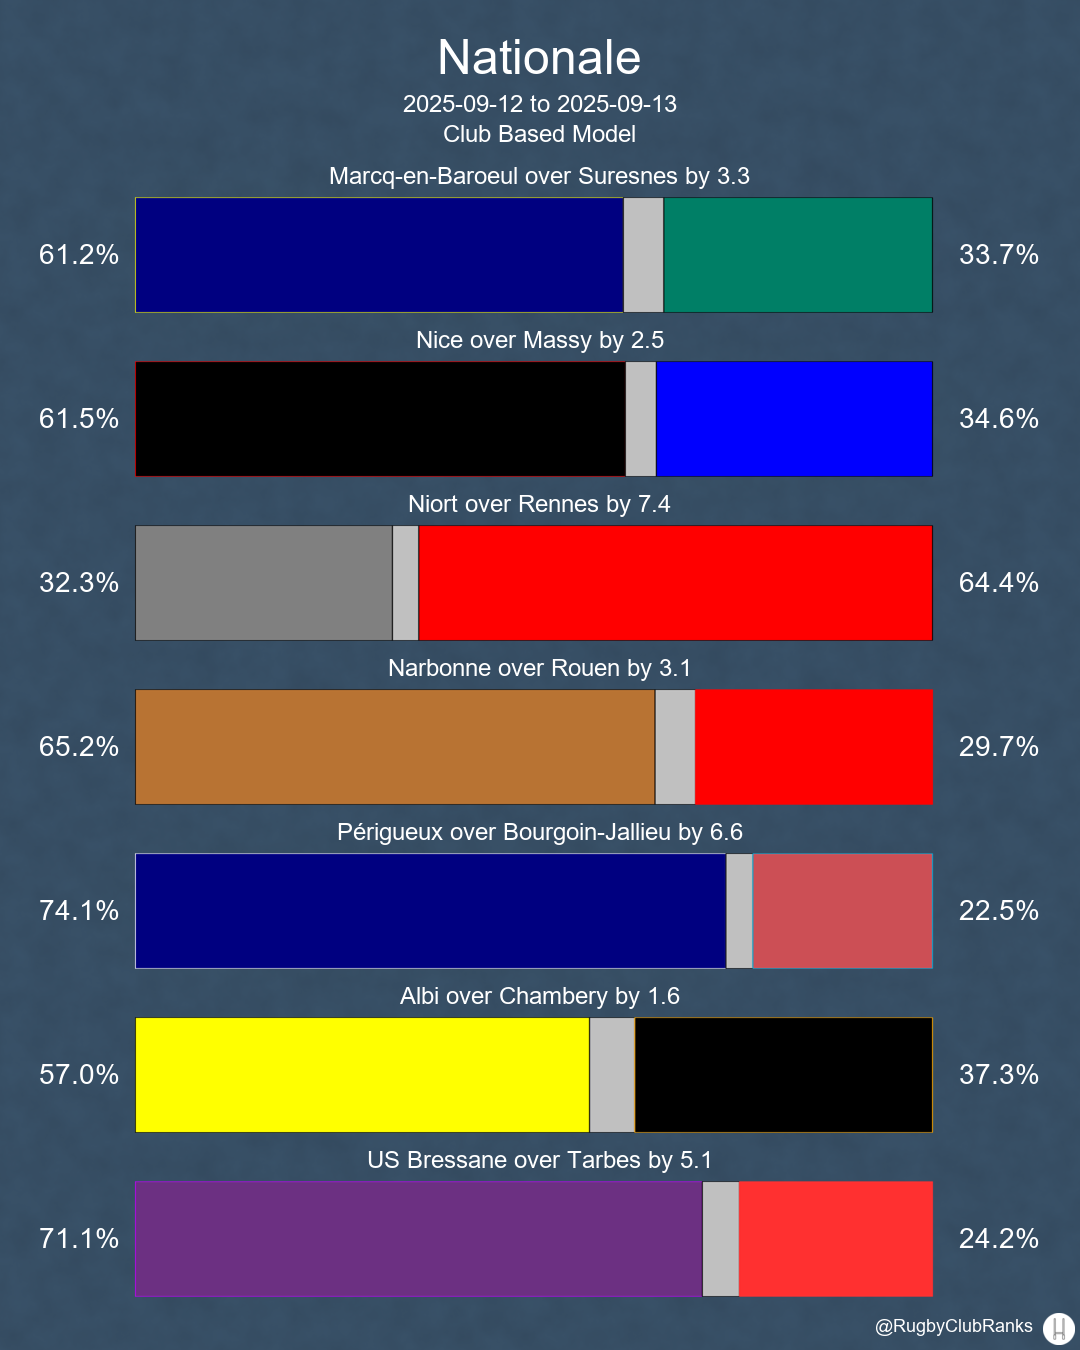 Nationale
2025-09-12 to 2025-09-13
Club Based Model
Marcq-en-Baroeul over Suresnes by 3.3
61.2% 33.7%
Nice over Massy by 2.5
61.5% 34.6%
Niort over Rennes by 7.4
32.3% 64.4%
Narbonne over Rouen by 3.1
65.2% 29.7%
Périgueux over Bourgoin-Jallieu by 6.6
74.1% 22.5%
Albi over Chambery by 1.6
57.0% 37.3%
US Bressane over Tarbes by 5.1
71.1% 24.2%
@RugbyClubRanks